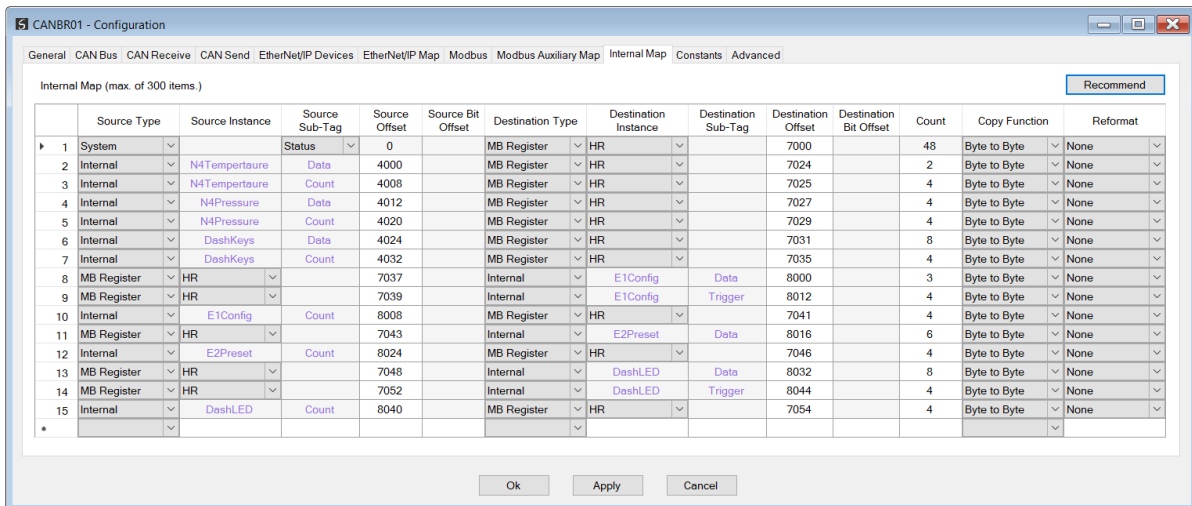 CANBR01 - Configuration
General CAN Bus CAN Receive CAN Send EtherNet/IP Devices EtherNet/IP Map Modbus Modbus Auxiliary Map Internal Map Constants Advanced
Internal Map (max. of 300 items.) Recommend
Source Type Source Instance Source Sub-Tag Source Offset Source Bit Offset Destination Type Destination Instance Destination Sub-Tag Destination Offset Destination Bit Offset Count Copy Function Reformat
1 System Status 0 MB Register HR 7000 48 Byte to Byte None
2 Internal N4Tempertaure Data 4000 MB Register HR 7024 2 Byte to Byte None
3 Internal N4Tempertaure Count 4008 MB Register HR 7025 4 Byte to Byte None
4 Internal N4Pressure Data 4012 MB Register HR 7027 4 Byte to Byte None
5 Internal N4Pressure Count 4020 MB Register HR 7029 4 Byte to Byte None
6 Internal DashKeys Data 4024 MB Register HR 7031 8 Byte to Byte None
7 Internal DashKeys Count 4032 MB Register HR 7035 4 Byte to Byte None
8 MB Register HR 7037 Internal E1Config Data 8000 3 Byte to Byte None
9 MB Register HR 7039 Internal E1Config Trigger 8012 4 Byte to Byte None
10 Internal E1Config Count 8008 MB Register HR 7041 4 Byte to Byte None
11 MB Register HR 7043 Internal E2Preset Data 8016 6 Byte to Byte None
12 Internal E2Preset Count 8024 MB Register HR 7046 4 Byte to Byte None
13 MB Register HR 7048 Internal DashLED Data 8032 8 Byte to Byte None
14 MB Register HR 7052 Internal DashLED Trigger 8044 4 Byte to Byte None
15 Internal DashLED Count 8040 MB Register HR 7054 4 Byte to Byte None
Ok Apply Cancel